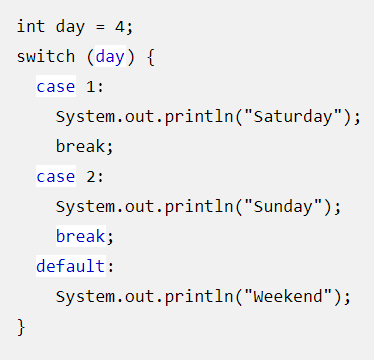 int day = 4;
switch (day) {
  case 1:
    System.out.println("Saturday");
    break;
  case 2:
    System.out.println("Sunday");
    break;
  default:
    System.out.println("Weekend");
}